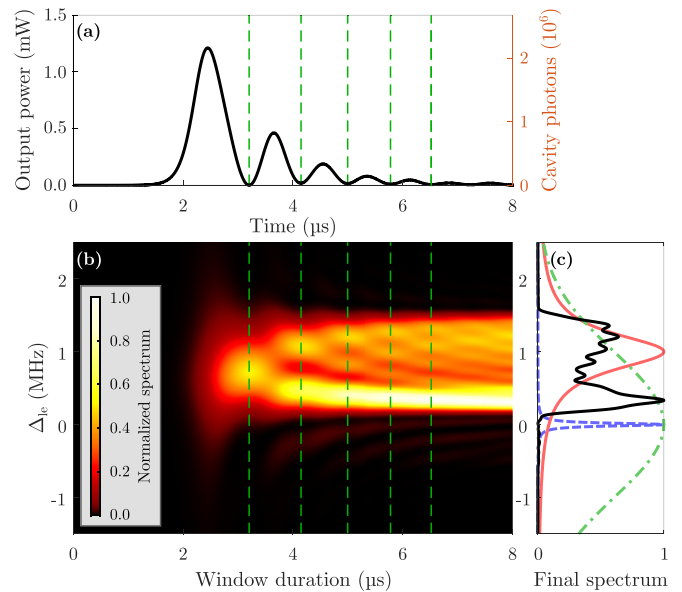 (a)
Output power (mW)
1.5
1.0
0.5
0.0
2
1
0
Cavity photons (10⁶)
0 2 4 6 8
Time (µs)
(b)
(c)
Δle (MHz)
2
1
0
-1
1.0
0.8
0.6
0.4
0.2
0.0
Normalized spectrum
2
1
0
-1
0 2 4 6 8
Window duration (µs)
0 1
Final spectrum